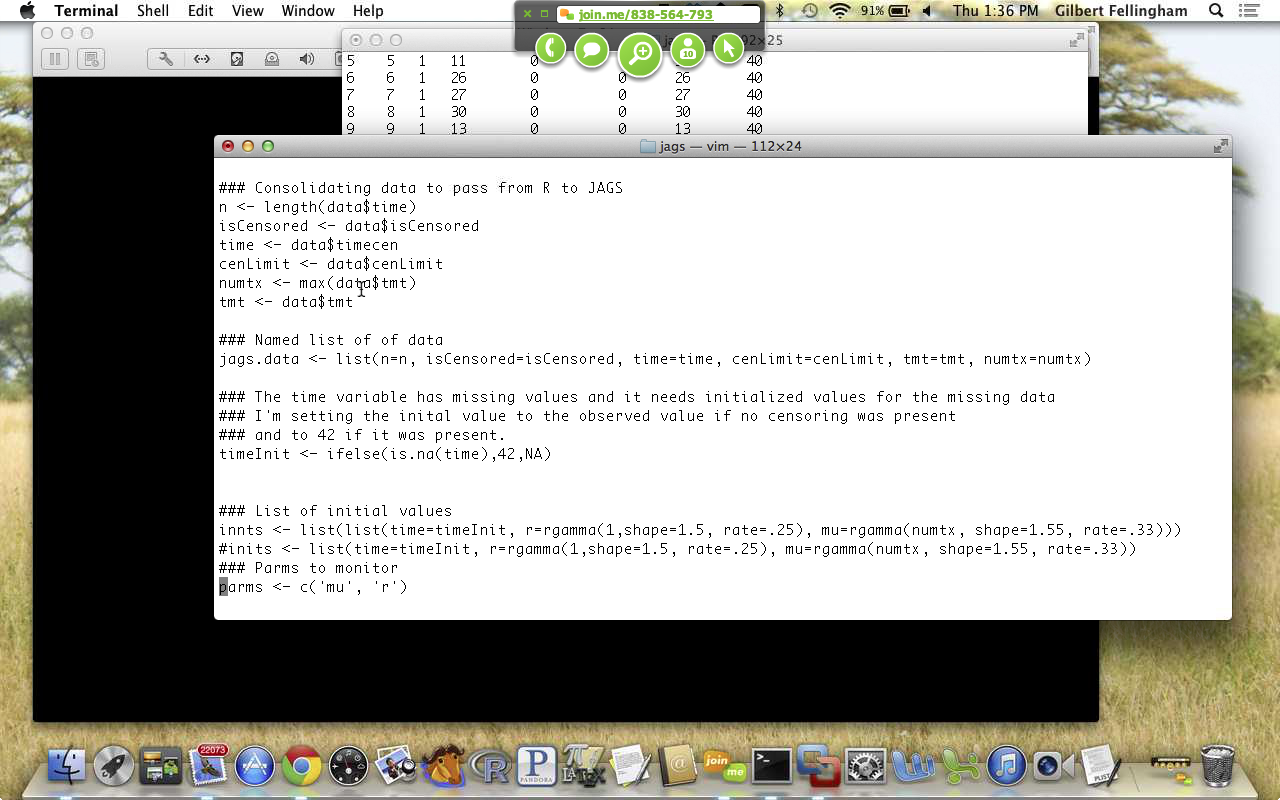 Terminal Shell Edit View Window Help
join.me/838-564-793
91% Thu 1:36 PM Gilbert Fellingham
10
92×25
5 5 1 11 0 0 40
6 6 1 26 0 0 26 40
7 7 1 27 0 0 27 40
8 8 1 30 0 0 30 40
9 9 1 13 0 0 13 40
jags — vim — 112×24
### Consolidating data to pass from R to JAGS
n <- length(data$time)
isCensored <- data$isCensored
time <- data$timecen
cenLimit <- data$cenLimit
numtx <- max(data$tmt)
tmt <- data$tmt
### Named list of of data
jags.data <- list(n=n, isCensored=isCensored, time=time, cenLimit=cenLimit, tmt=tmt, numtx=numtx)
### The time variable has missing values and it needs initialized values for the missing data
### I'm setting the inital value to the observed value if no censoring was present
### and to 42 if it was present.
timeInit <- ifelse(is.na(time),42,NA)
### List of initial values
innts <- list(list(time=timeInit, r=rgamma(1,shape=1.5, rate=.25), mu=rgamma(numtx, shape=1.55, rate=.33)))
#inits <- list(time=timeInit, r=rgamma(1,shape=1.5, rate=.25), mu=rgamma(numtx, shape=1.55, rate=.33))
### Parms to monitor
parms <- c('mu', 'r')
22073
R
P
PANDORA
LATEX
@
join
me
W
PLIST